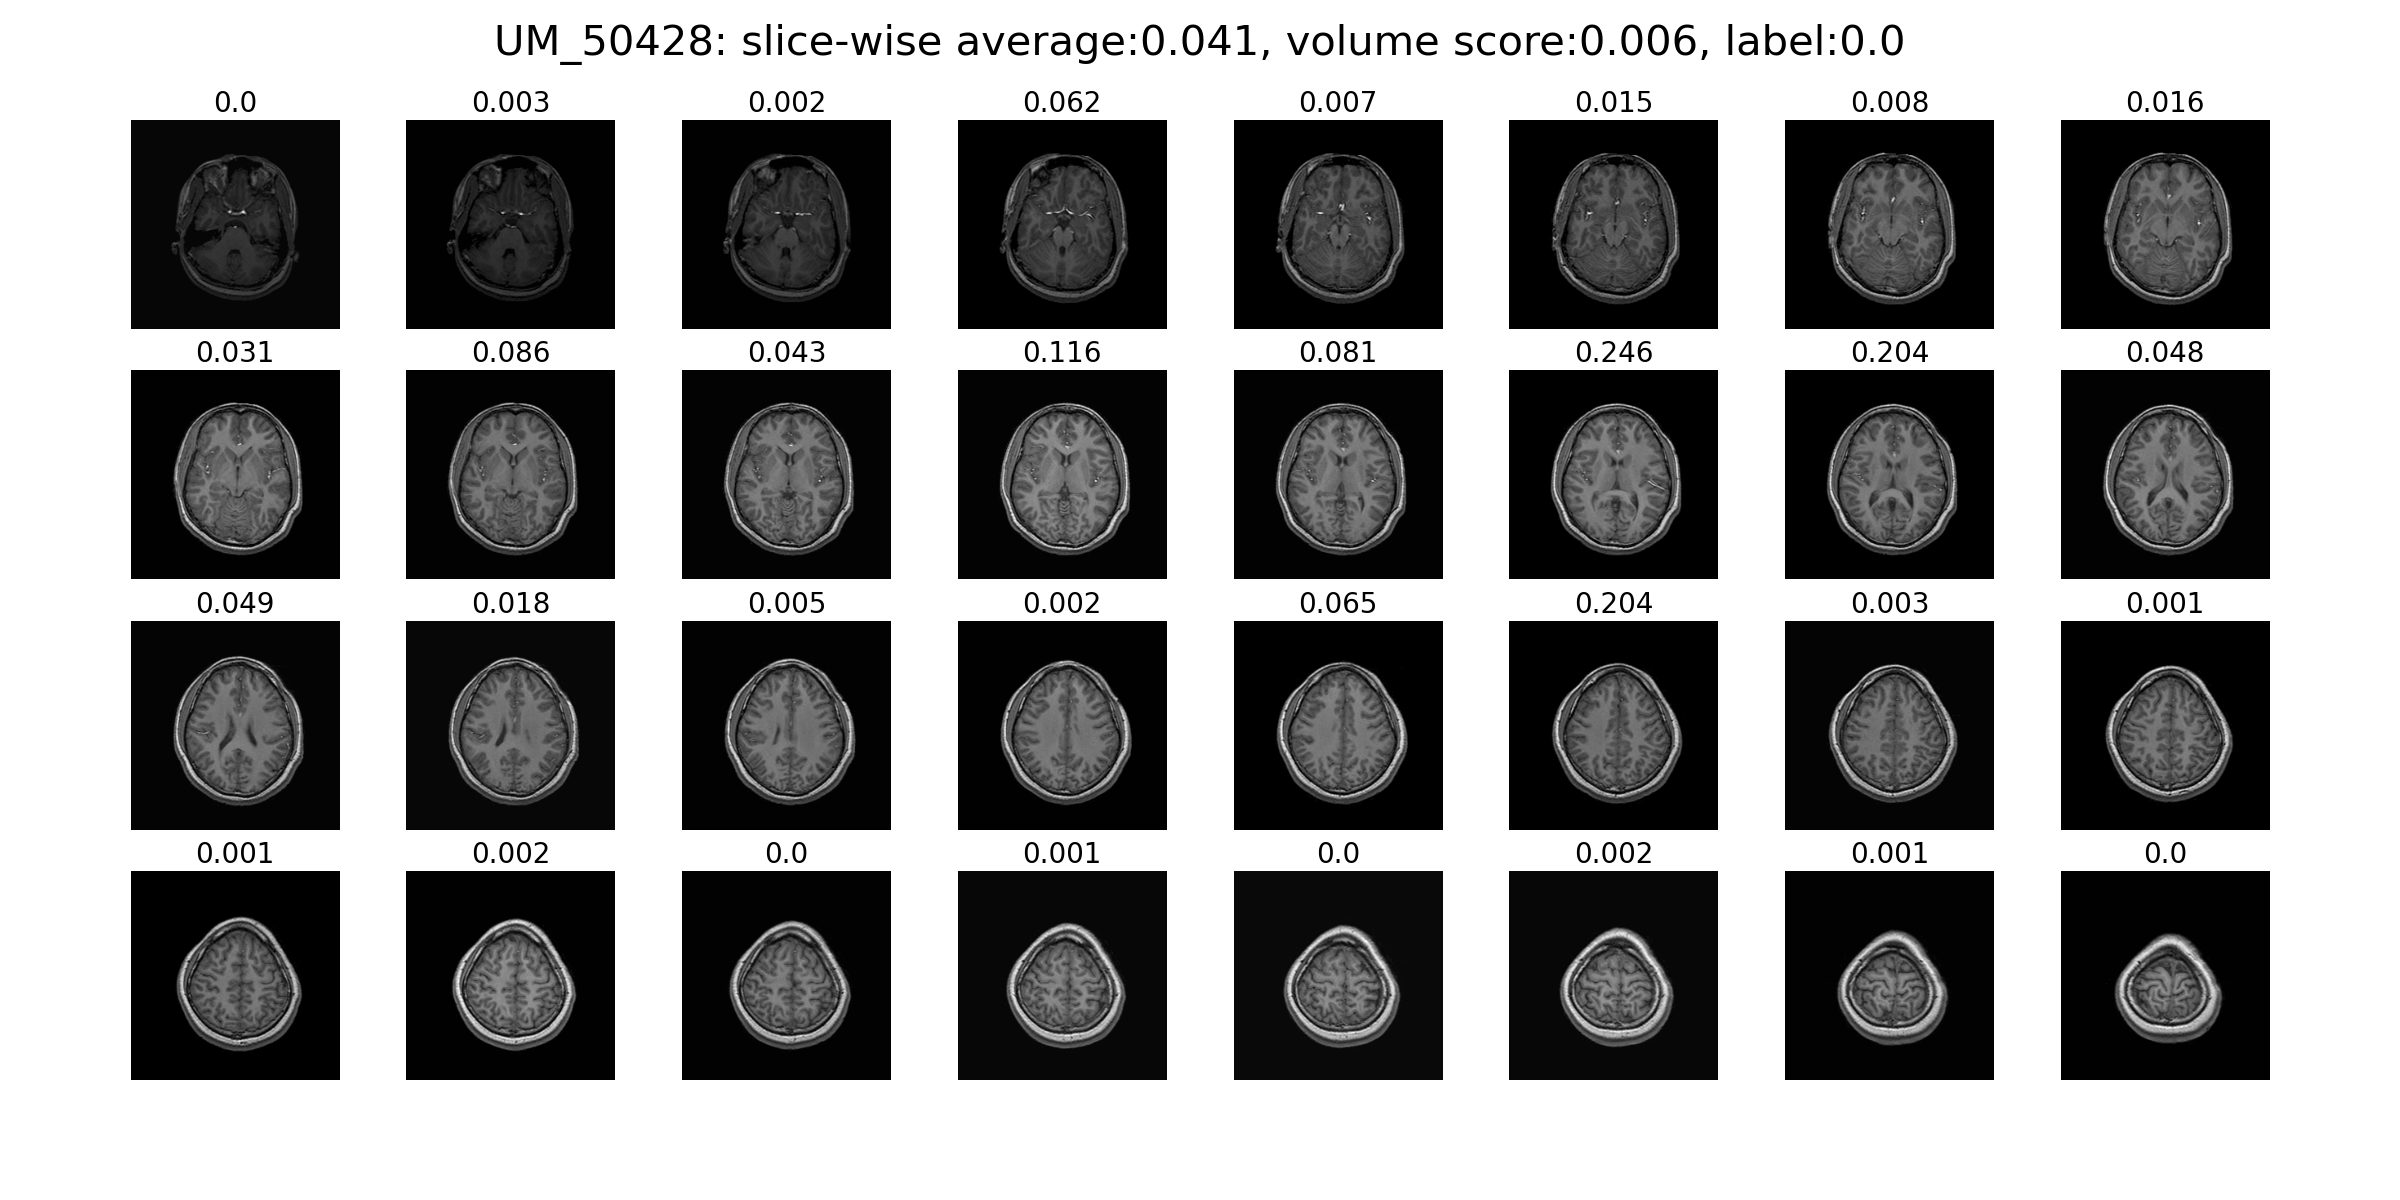 UM_50428: slice-wise average:0.041, volume score:0.006, label:0.0
0.0 0.003 0.002 0.062 0.007 0.015 0.008 0.016
0.031 0.086 0.043 0.116 0.081 0.246 0.204 0.048
0.049 0.018 0.005 0.002 0.065 0.204 0.003 0.001
0.001 0.002 0.0 0.001 0.0 0.002 0.001 0.0